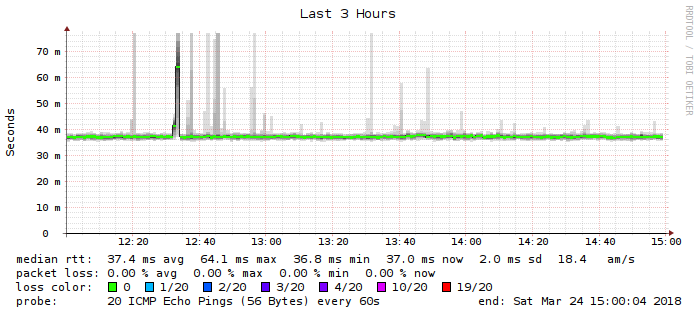 Last 3 Hours
RRDTOOL / TOBI OETIKER
Seconds
70 m
60 m
50 m
40 m
30 m
20 m
10 m
0
12:20 12:40 13:00 13:20 13:40 14:00 14:20 14:40 15:00
median rtt: 37.4 ms avg 64.1 ms max 36.8 ms min 37.0 ms now 2.0 ms sd 18.4 am/s
packet loss: 0.00 % avg 0.00 % max 0.00 % min 0.00 % now
loss color: 0 1/20 2/20 3/20 4/20 10/20 19/20
probe: 20 ICMP Echo Pings (56 Bytes) every 60s end: Sat Mar 24 15:00:04 2018